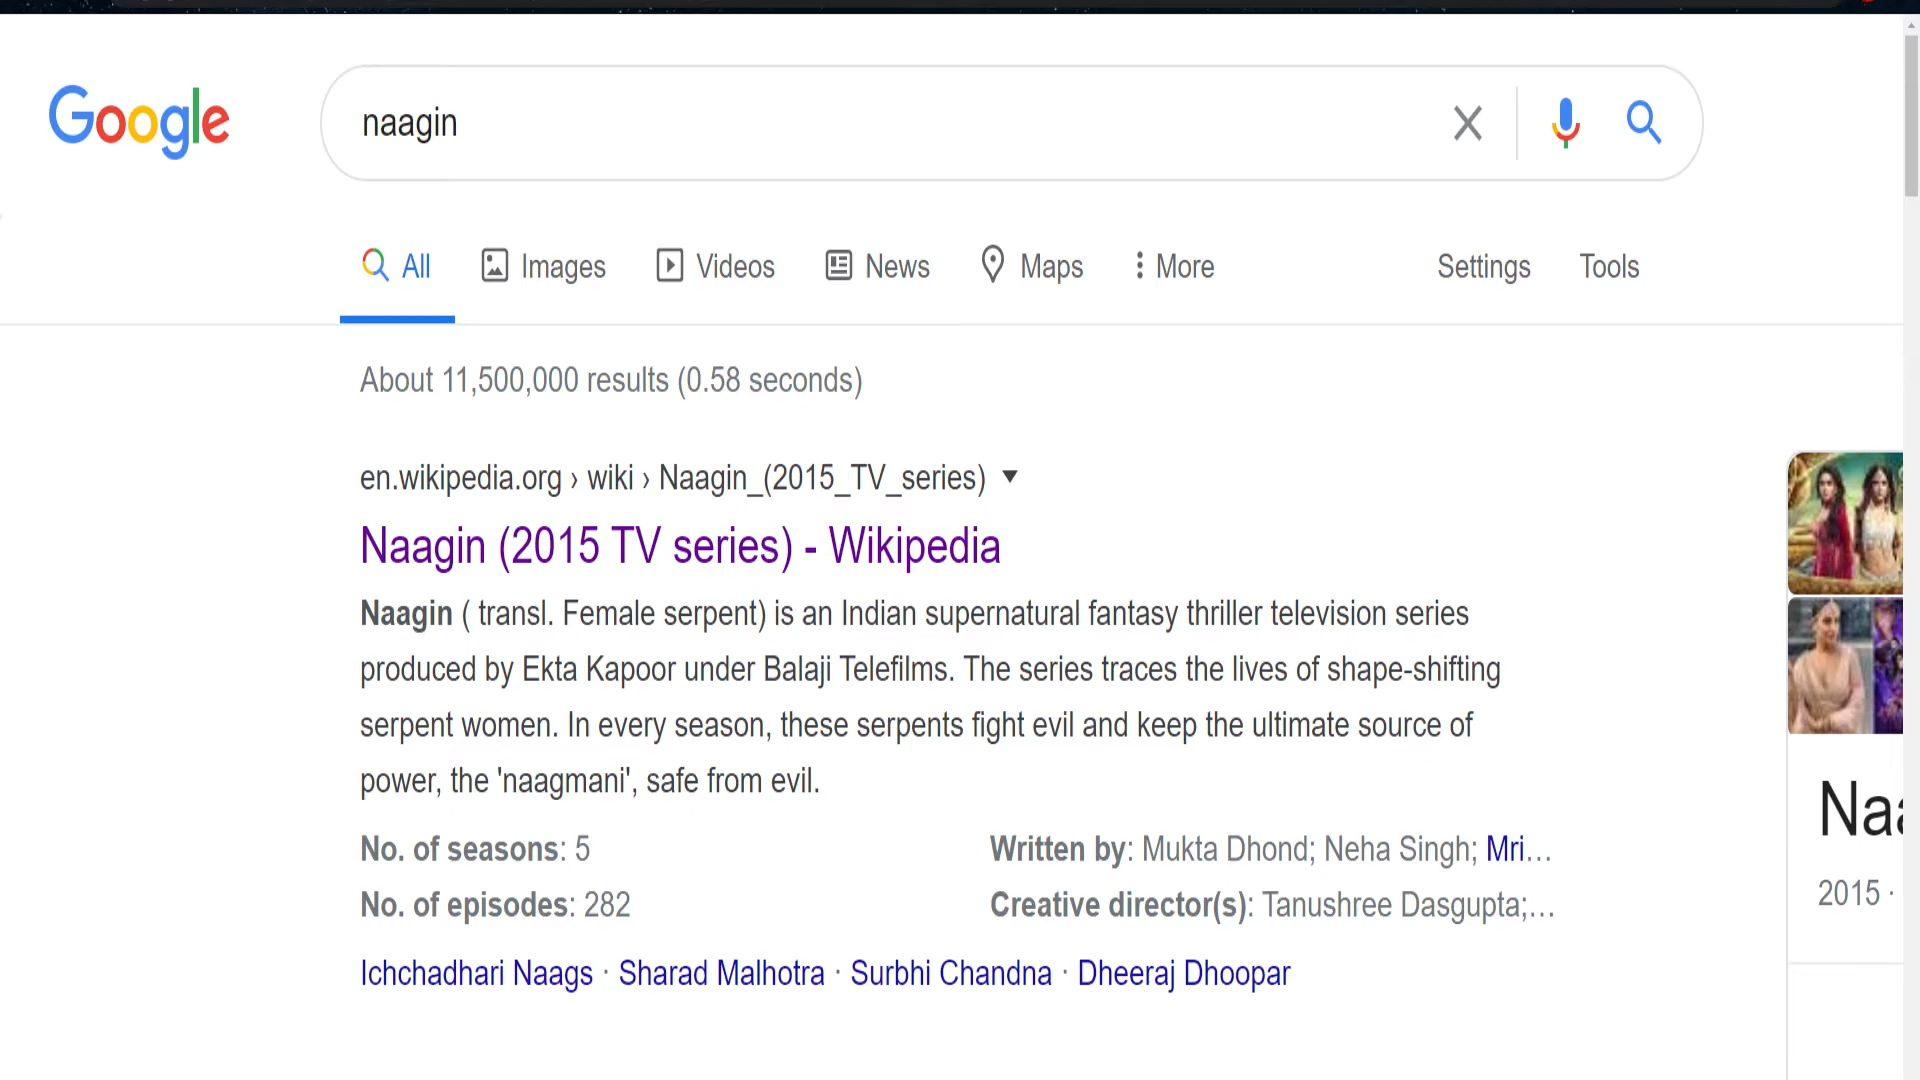 Google
naagin
All Images Videos News Maps More Settings Tools
About 11,500,000 results (0.58 seconds)
en.wikipedia.org › wiki › Naagin_(2015_TV_series)
Naagin (2015 TV series) - Wikipedia
Naagin ( transl. Female serpent) is an Indian supernatural fantasy thriller television series
produced by Ekta Kapoor under Balaji Telefilms. The series traces the lives of shape-shifting
serpent women. In every season, these serpents fight evil and keep the ultimate source of
power, the 'naagmani', safe from evil.
No. of seasons: 5
Written by: Mukta Dhond; Neha Singh; Mri...
No. of episodes: 282
Creative director(s): Tanushree Dasgupta;...
Ichchadhari Naags · Sharad Malhotra · Surbhi Chandna · Dheeraj Dhoopar
2015 ·